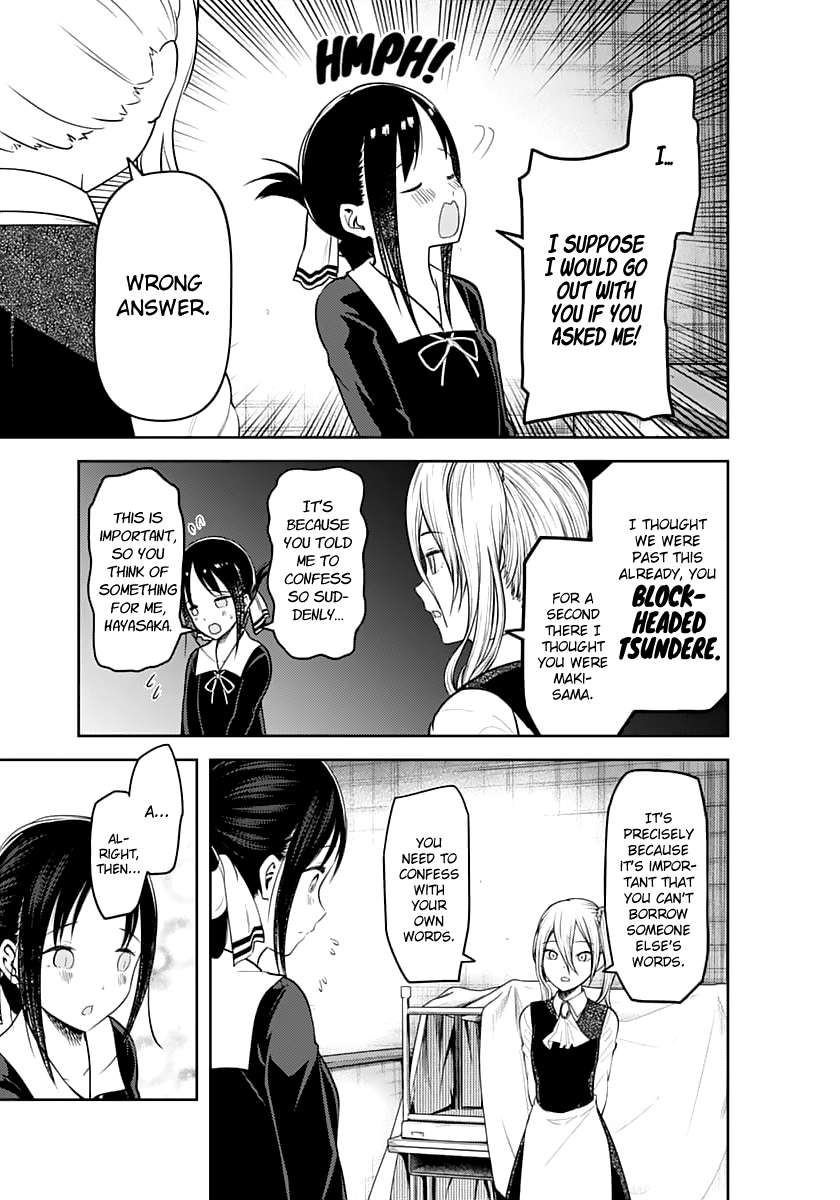 HMPH!
I...
I SUPPOSE
I WOULD GO
OUT WITH
YOU IF YOU
ASKED ME!
WRONG
ANSWER.
I THOUGHT
WE WERE
PAST THIS
ALREADY, YOU
BLOCK-
HEADED
TSUNDERE.
FOR A
SECOND
THERE I
THOUGHT
YOU WERE
MAKI-
SAMA.
IT'S
BECAUSE
YOU TOLD
ME TO
CONFESS
SO SUD-
DENLY...
THIS IS
IMPORTANT,
SO YOU
THINK OF
SOMETHING
FOR ME,
HAYASAKA.
IT'S
PRECISELY
BECAUSE
IT'S IMPOR-
TANT THAT
YOU CAN'T
BORROW
SOMEONE
ELSE'S
WORDS.
YOU
NEED TO
CONFESS
WITH
YOUR
OWN
WORDS.
A...
AL-
RIGHT,
THEN...